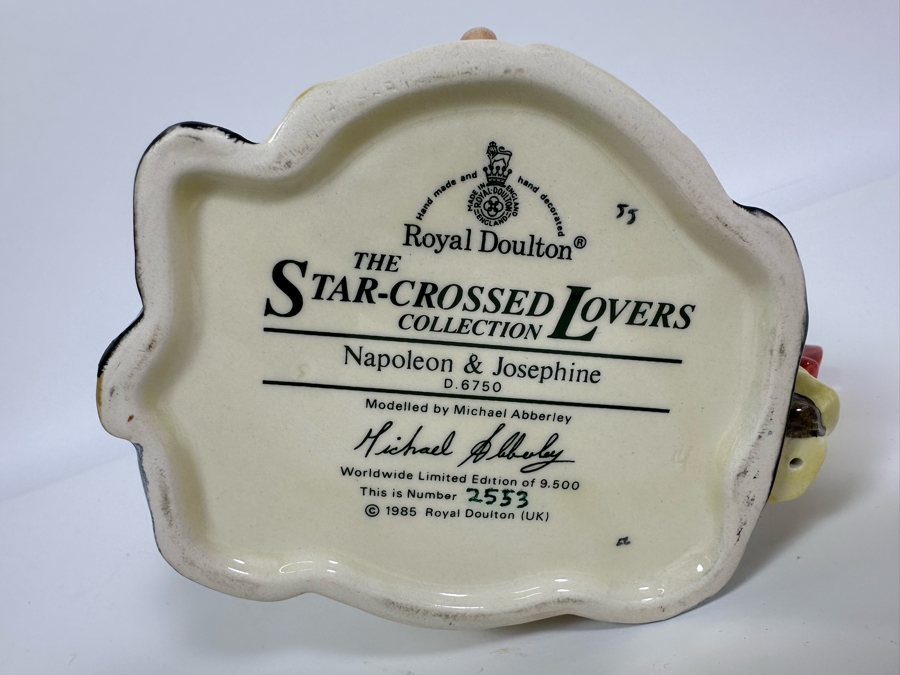 Hand made and hand decorated
MADE IN ENGLAND
ROYAL·DOULTON
ENGLAND
Royal Doulton®
THE
STAR-CROSSED LOVERS
COLLECTION
Napoleon & Josephine
D.6750
Modelled by Michael Abberley
Michael Abberley
Worldwide Limited Edition of 9.500
This is Number 2553
© 1985 Royal Doulton (UK)